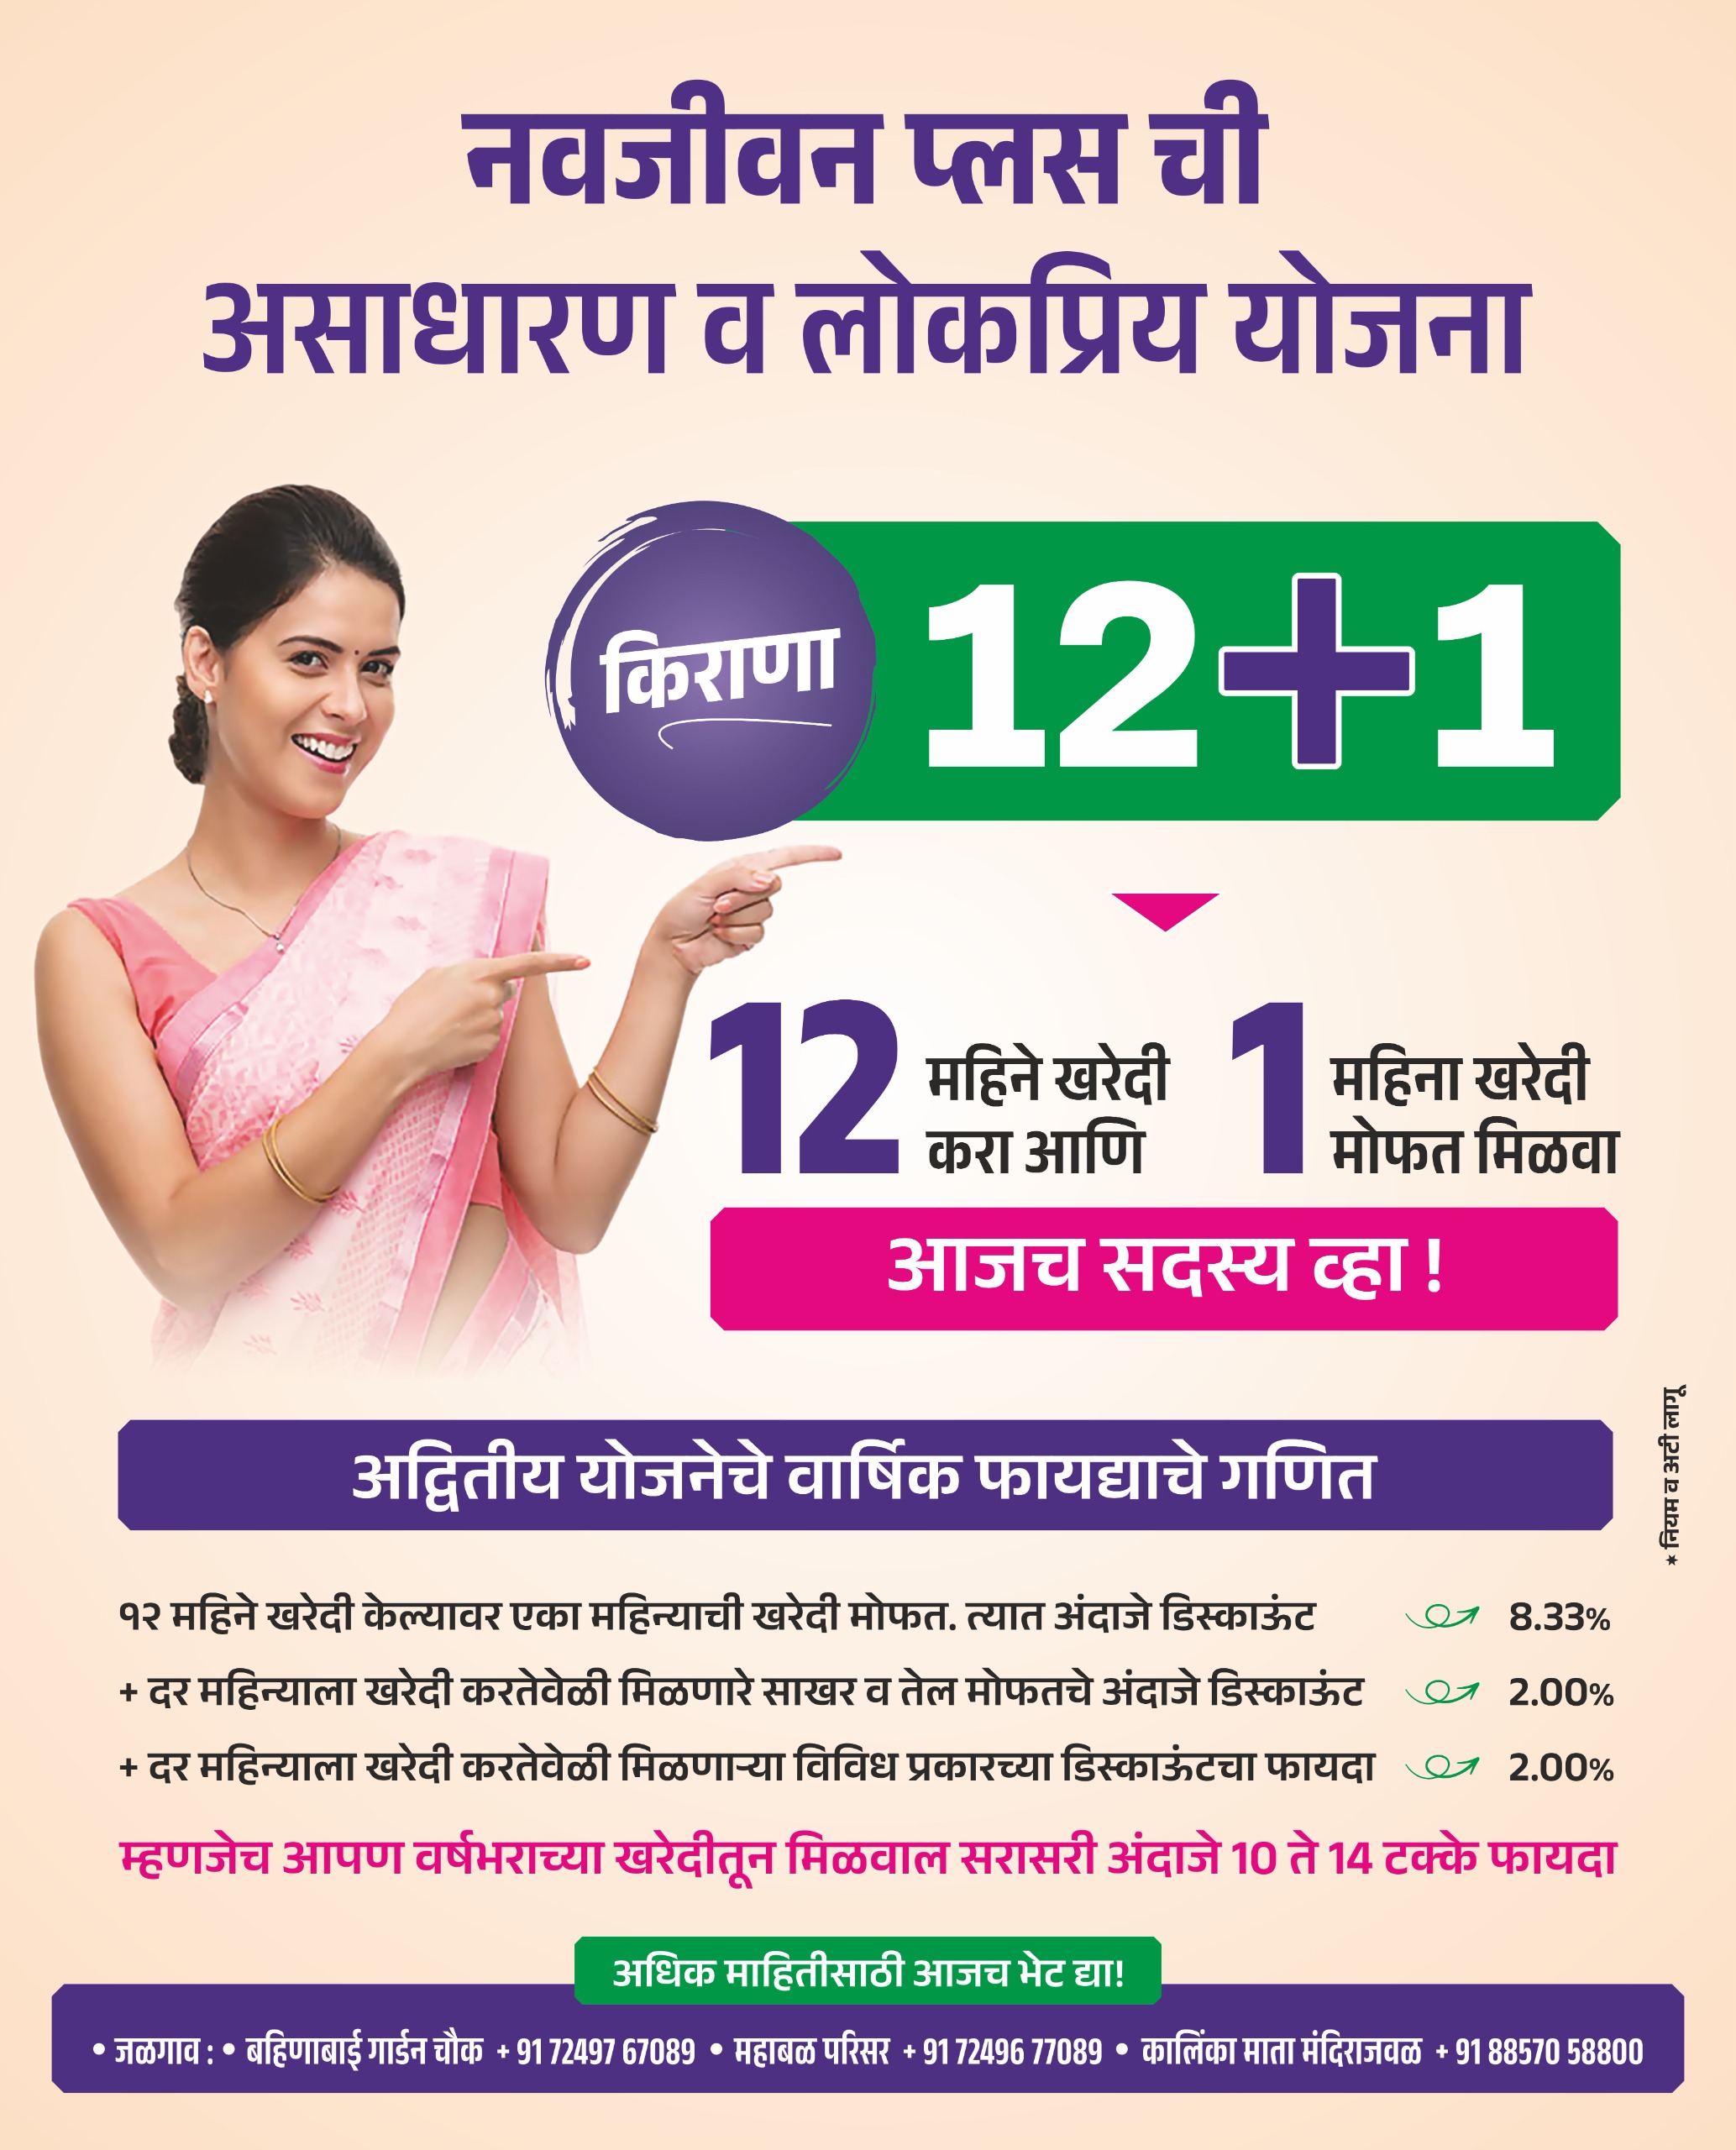 नवजीवन प्लस ची
असाधारण व लोकप्रिय योजना
किराणा
12+1
12 महिने खरेदी करा आणि
1 महिना खरेदी मोफत मिळवा
आजच सदस्य व्हा !
* नियम व अटी लागू
अद्वितीय योजनेचे वार्षिक फायद्याचे गणित
१२ महिने खरेदी केल्यावर एका महिन्याची खरेदी मोफत. त्यात अंदाजे डिस्काऊंट 8.33%
+ दर महिन्याला खरेदी करतेवेळी मिळणारे साखर व तेल मोफतचे अंदाजे डिस्काऊंट 2.00%
+ दर महिन्याला खरेदी करतेवेळी मिळणाऱ्या विविध प्रकारच्या डिस्काऊंटचा फायदा 2.00%
म्हणजेच आपण वर्षभराच्या खरेदीतून मिळवाल सरासरी अंदाजे 10 ते 14 टक्के फायदा
अधिक माहितीसाठी आजच भेट द्या!
• जळगाव : • बहिणाबाई गार्डन चौक + 91 72497 67089 • महाबळ परिसर + 91 72496 77089 • कालिंका माता मंदिराजवळ + 91 88570 58800